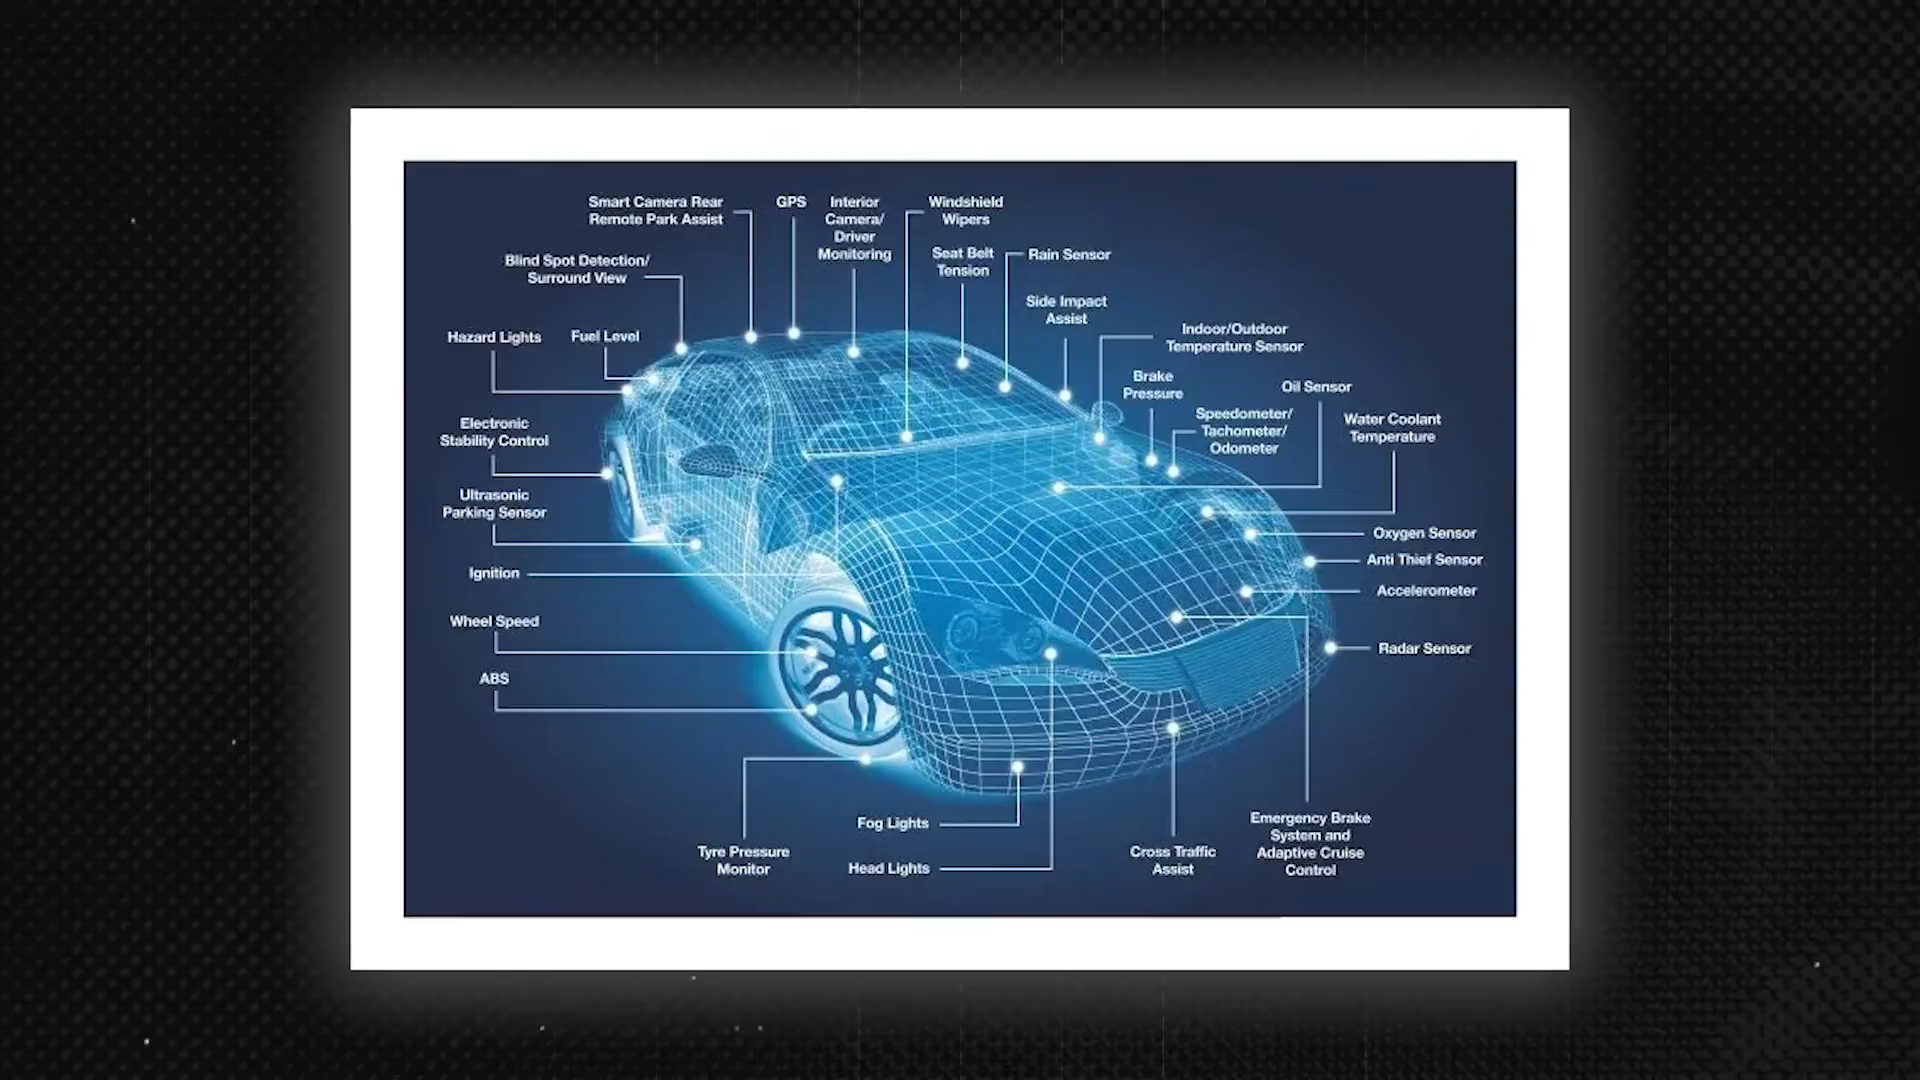 Smart Camera Rear
Remote Park Assist
GPS
Interior
Camera/
Driver
Monitoring
Windshield
Wipers
Blind Spot Detection/
Surround View
Seat Belt
Tension
Rain Sensor
Side Impact
Assist
Hazard Lights
Fuel Level
Indoor/Outdoor
Temperature Sensor
Brake
Pressure
Oil Sensor
Speedometer/
Tachometer/
Odometer
Water Coolant
Temperature
Electronic
Stability Control
Ultrasonic
Parking Sensor
Oxygen Sensor
Anti Thief Sensor
Ignition
Accelerometer
Wheel Speed
Radar Sensor
ABS
Fog Lights
Emergency Brake
System and
Adaptive Cruise
Control
Tyre Pressure
Monitor
Head Lights
Cross Traffic
Assist